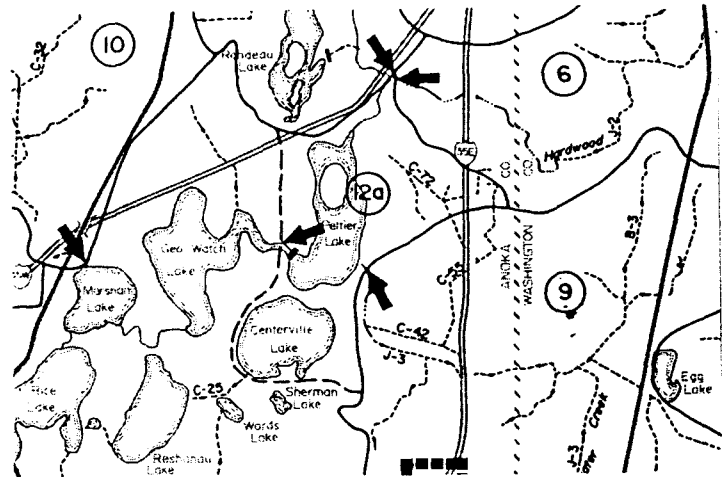 10
C-32
Rondeau
Lake
6
J-2
Hardwood
35E
C-72
CO
CO
12a
Peltier
Lake
Geo Watch
Lake
Marshan
Lake
ANOKA
WASHINGTON
B-3
9
C-25
Centerville
Lake
C-42
J-3
Rice
Lake
C-25
Sherman
Lake
Wards
Lake
Reshanau
Lake
Egg
Lake
J-3
Creek